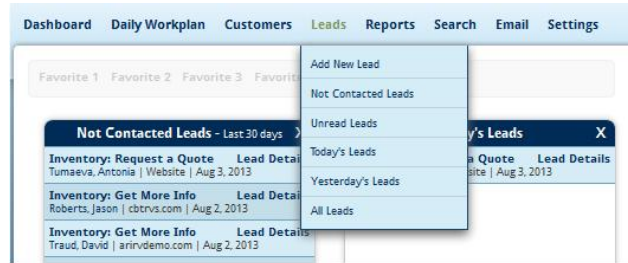 Dashboard Daily Workplan Customers Leads Reports Search Email Settings
Favorite 1 Favorite 2 Favorite 3
Add New Lead
Not Contacted Leads
Unread Leads
Today's Leads
Yesterday's Leads
All Leads
Not Contacted Leads - Last 30 days
Inventory: Request a Quote Lead
Tumaeva, Antonia | Website | Aug 3, 2013
Inventory: Get More Info Lead
Roberts, Jason | cbtrvs.com | Aug 2, 2013
Inventory: Get More Info Lead Details
Traud, David | arirvdemo.com | Aug 2, 2013
Leads X
Quote Lead Details
| Aug 3, 2013